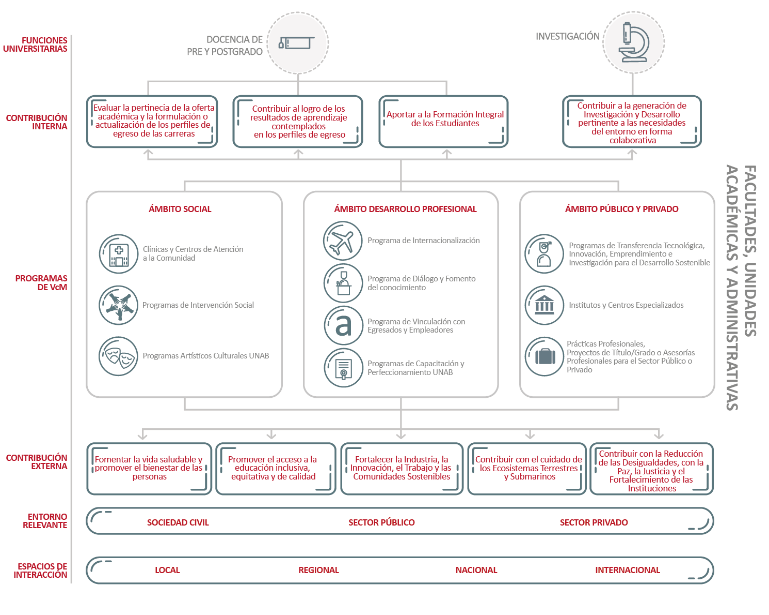 FUNCIONES
UNIVERSITARIAS
DOCENCIA DE
PRE Y POSTGRADO
INVESTIGACIÓN
CONTRIBUCIÓN
INTERNA
Evaluar la pertinecia de la oferta
académica y la formulación o
actualización de los perfiles de
egreso de las carreras
Contribuir al logro de los
resultados de aprendizaje
contemplados
en los perfiles de egreso
Aportar a la Formación Integral
de los Estudiantes
Contribuir a la generación de
Investigación y Desarrollo
pertinente a las necesidades
del entorno en forma
colaborativa
PROGRAMAS
DE VcM
ÁMBITO SOCIAL
Clínicas y Centros de Atención
a la Comunidad
Programas de Intervención Social
Programas Artísticos Culturales UNAB
ÁMBITO DESARROLLO PROFESIONAL
Programa de Internacionalización
Programa de Diálogo y Fomento
del conocimiento
a
Programa de Vinculación con
Egresados y Empleadores
Programas de Capacitación y
Perfeccionamiento UNAB
ÁMBITO PÚBLICO Y PRIVADO
Programas de Transferencia Tecnológica,
Innovación, Emprendimiento e
Investigación para el Desarrollo Sostenible
Institutos y Centros Especializados
Prácticas Profesionales,
Proyectos de Título/Grado o Asesorías
Profesionales para el Sector Público o
Privado
FACULTADES, UNIDADES
ACADÉMICAS Y ADMINISTRATIVAS
CONTRIBUCIÓN
EXTERNA
Fomentar la vida saludable y
promover el bienestar de las
personas
Promover el acceso a la
educación inclusiva,
equitativa y de calidad
Fortalecer la Industria, la
Innovación, el Trabajo y las
Comunidades Sostenibles
Contribuir con el cuidado de
los Ecosistemas Terrestres
y Submarinos
Contribuir con la Reducción
de las Desigualdades, con la
Paz, la Justicia y el
Fortalecimiento de las
Instituciones
ENTORNO
RELEVANTE
SOCIEDAD CIVIL
SECTOR PÚBLICO
SECTOR PRIVADO
ESPACIOS DE
INTERACCIÓN
LOCAL
REGIONAL
NACIONAL
INTERNACIONAL